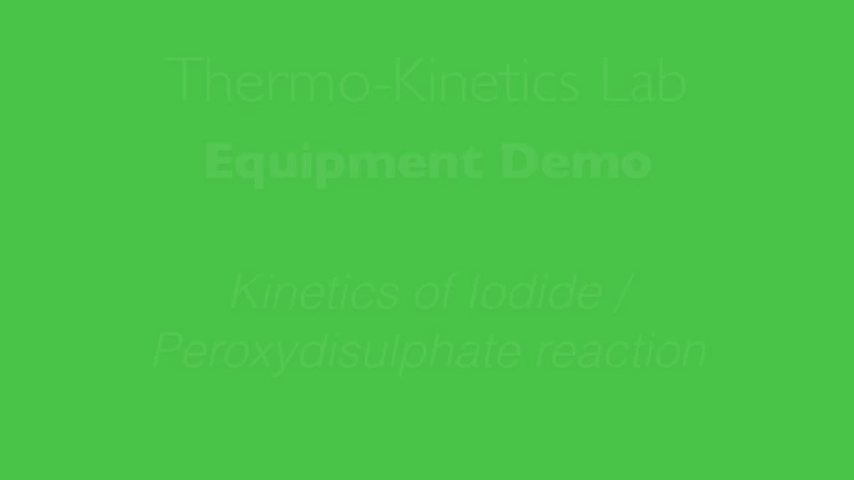 Thermo-Kinetics Lab
Equipment Demo
Kinetics of Iodide /
Peroxydisulphate reaction